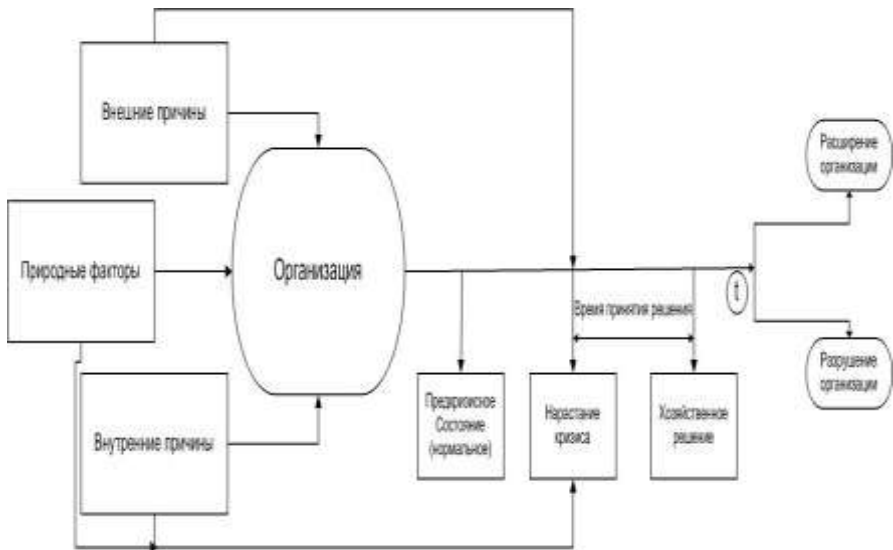 Внешние причины
Расширение
организации
Природные факторы
Организация
t
Время принятия решения
Разрушение
организации
Внутренние причины
Предкризисное
Состояние
(нормальное)
Нарастание
кризиса
Хозяйственное
решение